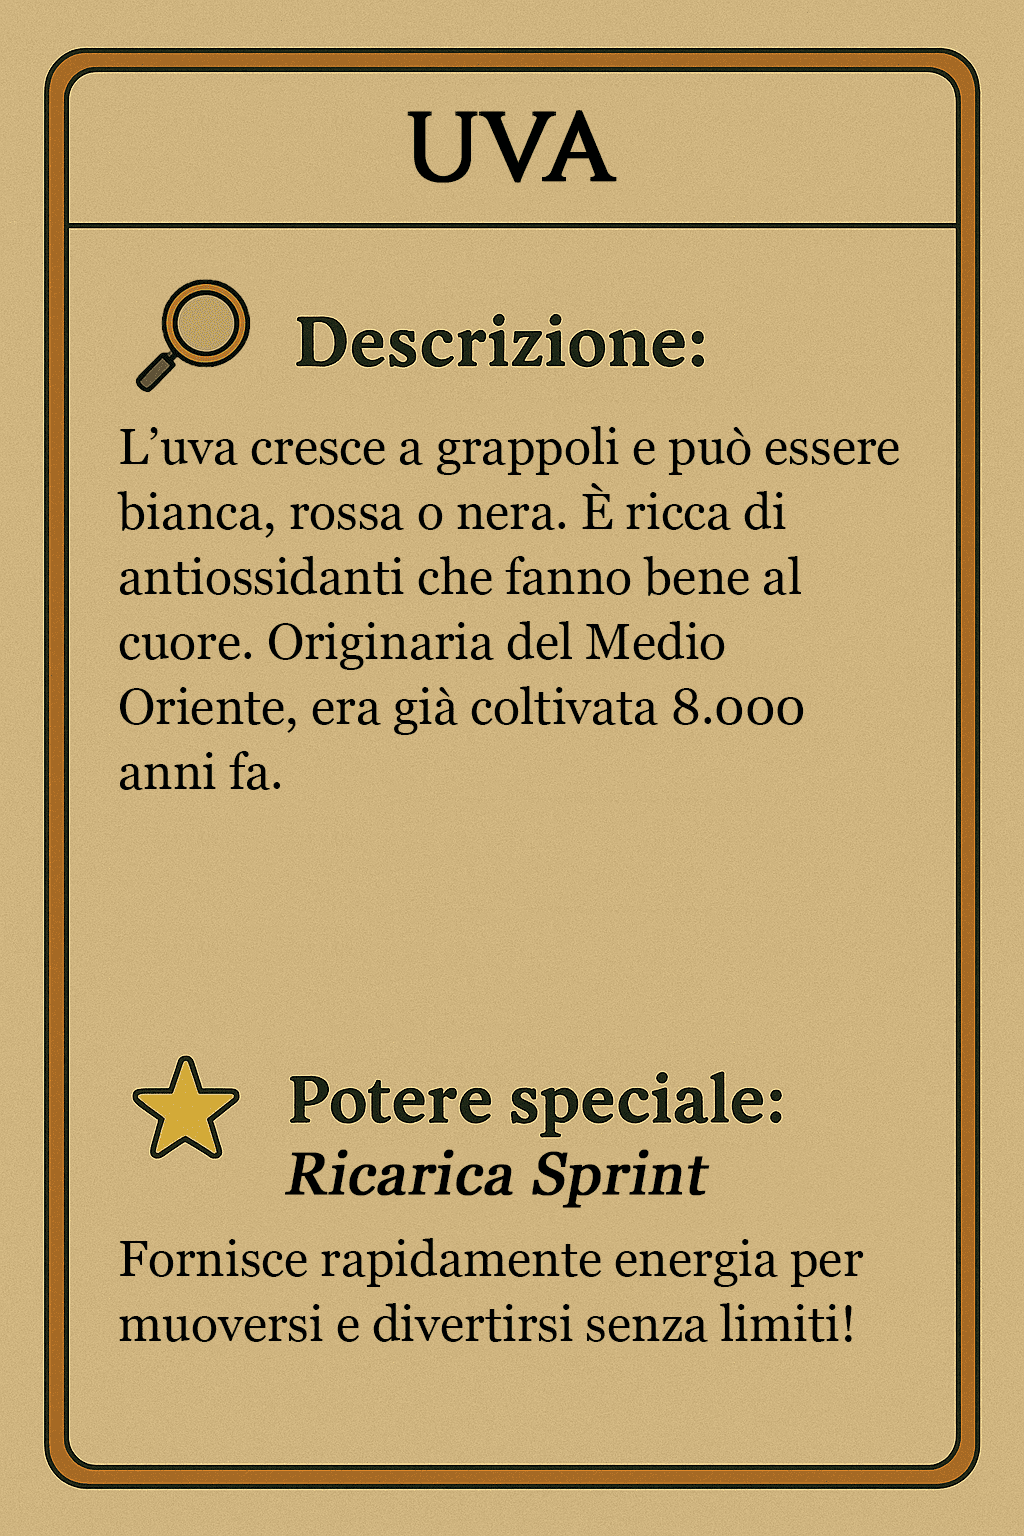 UVA
Descrizione:
L’uva cresce a grappoli e può essere
bianca, rossa o nera. È ricca di
antiossidanti che fanno bene al
cuore. Originaria del Medio
Oriente, era già coltivata 8.000
anni fa.
Potere speciale:
Ricarica Sprint
Fornisce rapidamente energia per
muoversi e divertirsi senza limiti!